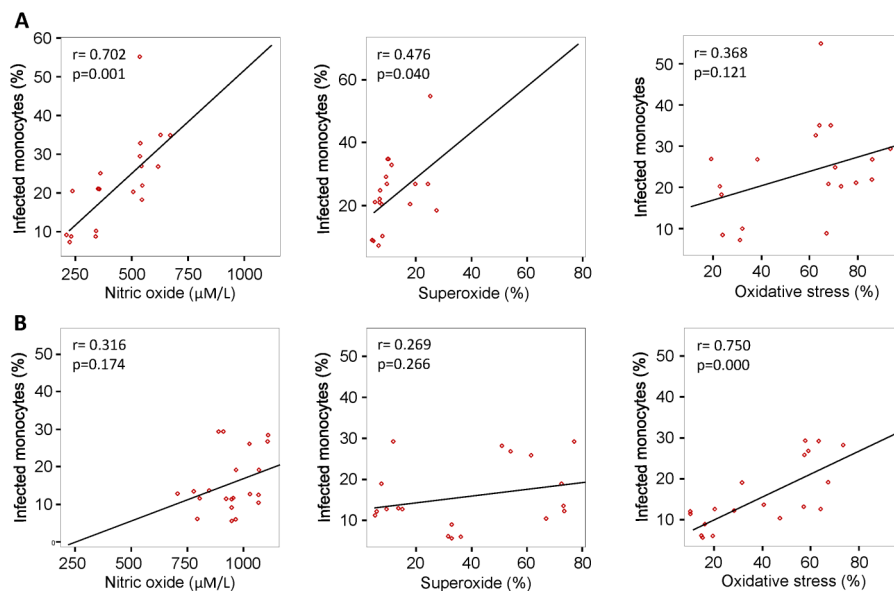 A
r= 0.702
p=0.001
Infected monocytes (%)
60
50
40
30
20
10
250 500 750 1000
Nitric oxide (µM/L)
r= 0.476
p=0.040
Infected monocytes (%)
60
40
20
20 40 60 80
Superoxide (%)
r= 0.368
p=0.121
Infected monocytes
50
40
30
20
10
20 40 60 80
Oxidative stress (%)
B
r= 0.316
p=0.174
Infected monocytes (%)
50
40
30
20
10
0
250 500 750 1000
Nitric oxide (µM/L)
r= 0.269
p=0.266
Infected monocytes (%)
50
40
30
20
10
20 40 60 80
Superoxide (%)
r= 0.750
p=0.000
Infected monocytes (%)
50
40
30
20
10
20 40 60 80
Oxidative stress (%)